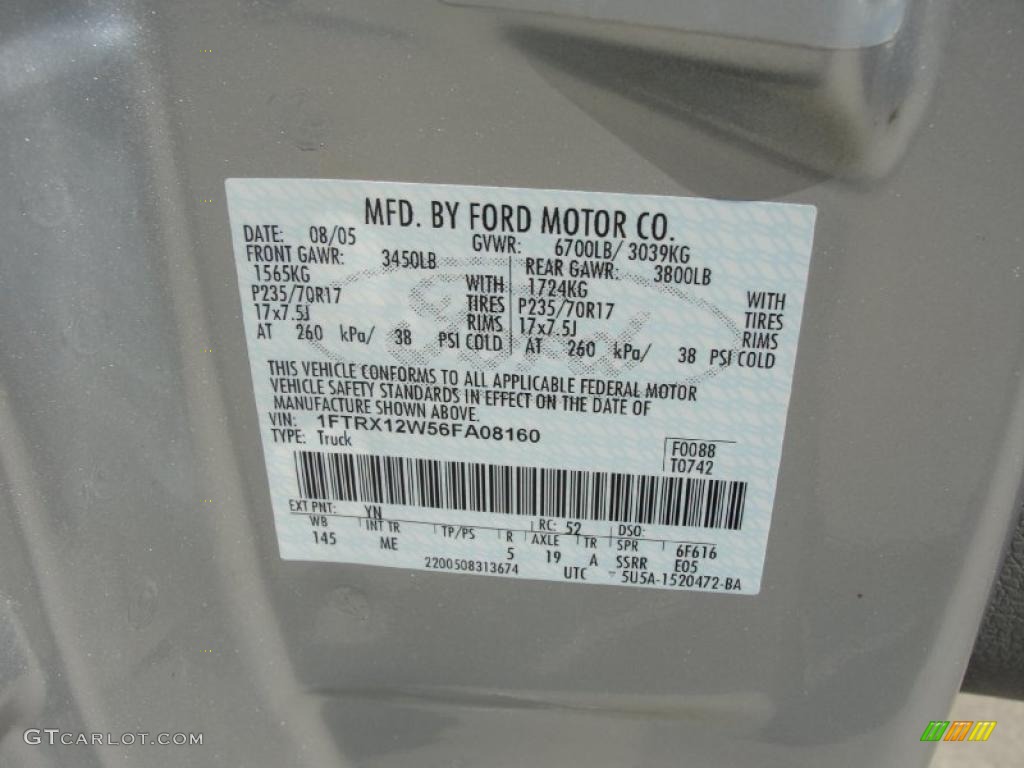 MFD. BY FORD MOTOR CO.
DATE: 08/05 GVWR: 6700LB/ 3039KG
FRONT GAWR: 3450LB REAR GAWR: 3800LB
1565KG WITH 1724KG WITH
P235/70R17 TIRES P235/70R17 TIRES
17x7.5J RIMS 17x7.5J RIMS
AT 260 kPa/ 38 PSI COLD AT 260 kPa/ 38 PSI COLD
THIS VEHICLE CONFORMS TO ALL APPLICABLE FEDERAL MOTOR
VEHICLE SAFETY STANDARDS IN EFFECT ON THE DATE OF
MANUFACTURE SHOWN ABOVE.
VIN: 1FTRX12W56FA08160
TYPE: Truck
F0088
T0742
EXT PNT: YN RC: 52 DSO:
WB INT TR TP/PS R AXLE TR SPR 6F616
145 ME 5 19 A SSRR E05
2200508313674 UTC 5U5A-1520472-BA
Ford
GTCARLOT.COM